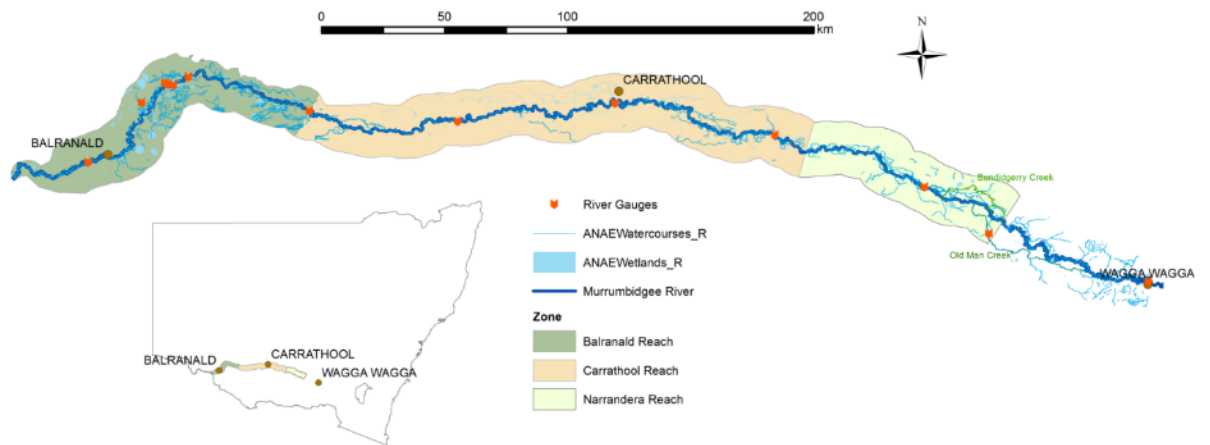 0 50 100 200
km
N
CARRATHOOL
BALRANALD
Bundidgerry Creek
Old Man Creek
WAGGA WAGGA
River Gauges
ANAEWatercourses_R
ANAEWetlands_R
Murrumbidgee River
Zone
Balranald Reach
Carrathool Reach
Narrandera Reach
BALRANALD
CARRATHOOL
WAGGA WAGGA